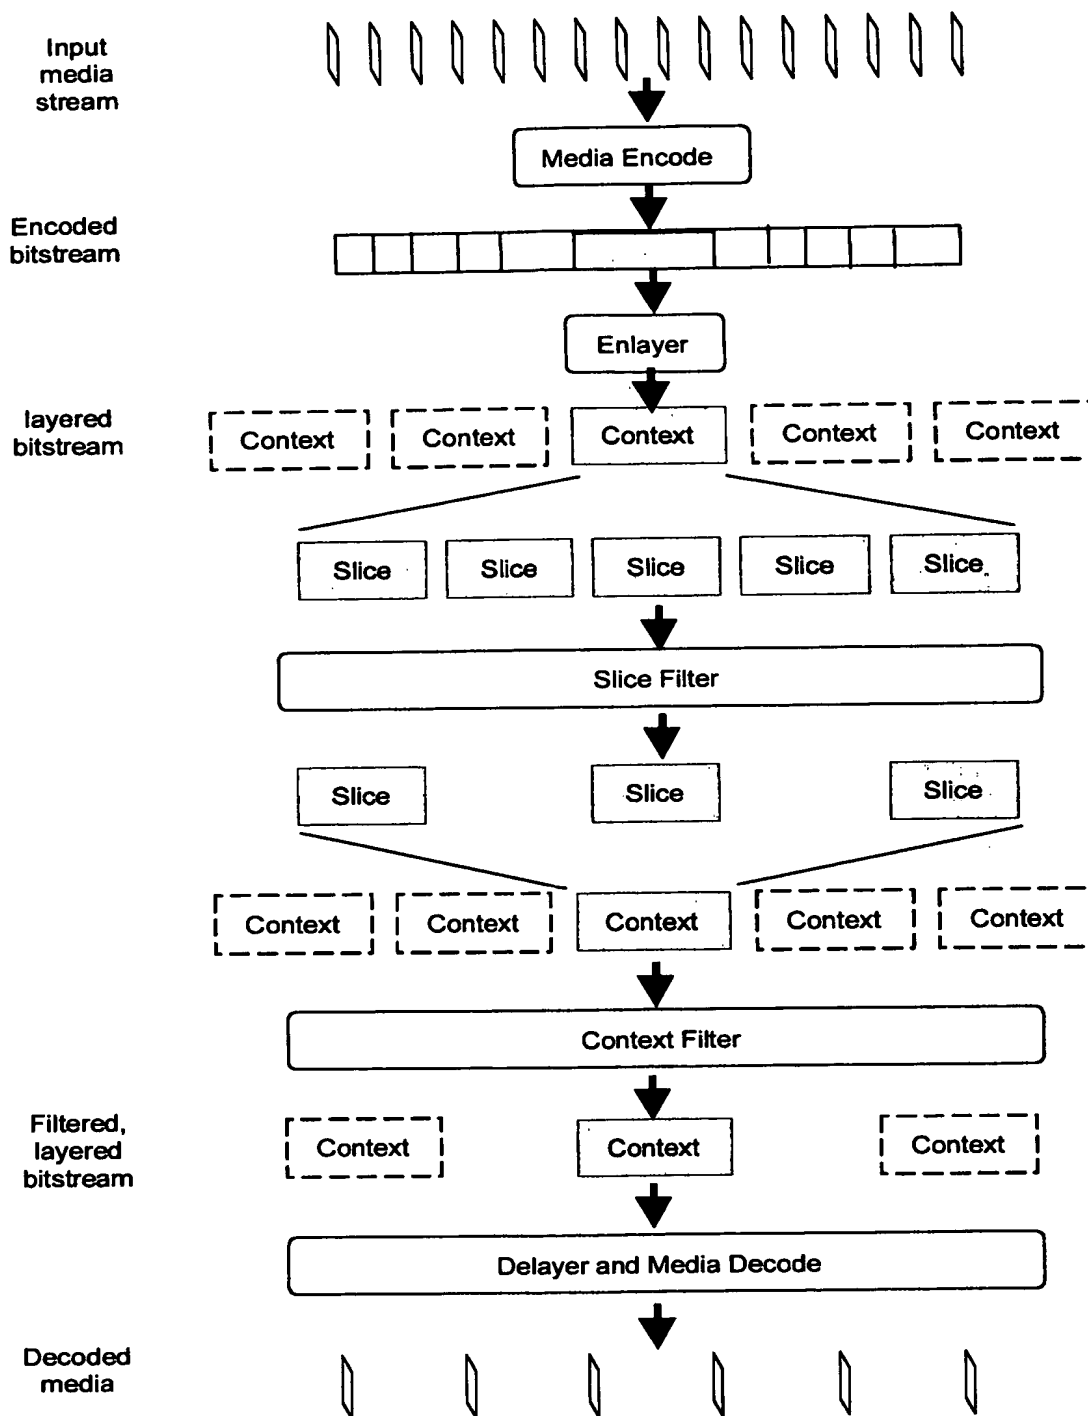 Input
media
stream
Media Encode
Encoded
bitstream
Enlayer
layered
bitstream
Context
Context
Context
Context
Context
Slice
Slice
Slice
Slice
Slice
Slice Filter
Slice
Slice
Slice
Context
Context
Context
Context
Context
Context Filter
Filtered,
layered
bitstream
Context
Context
Context
Delayer and Media Decode
Decoded
media